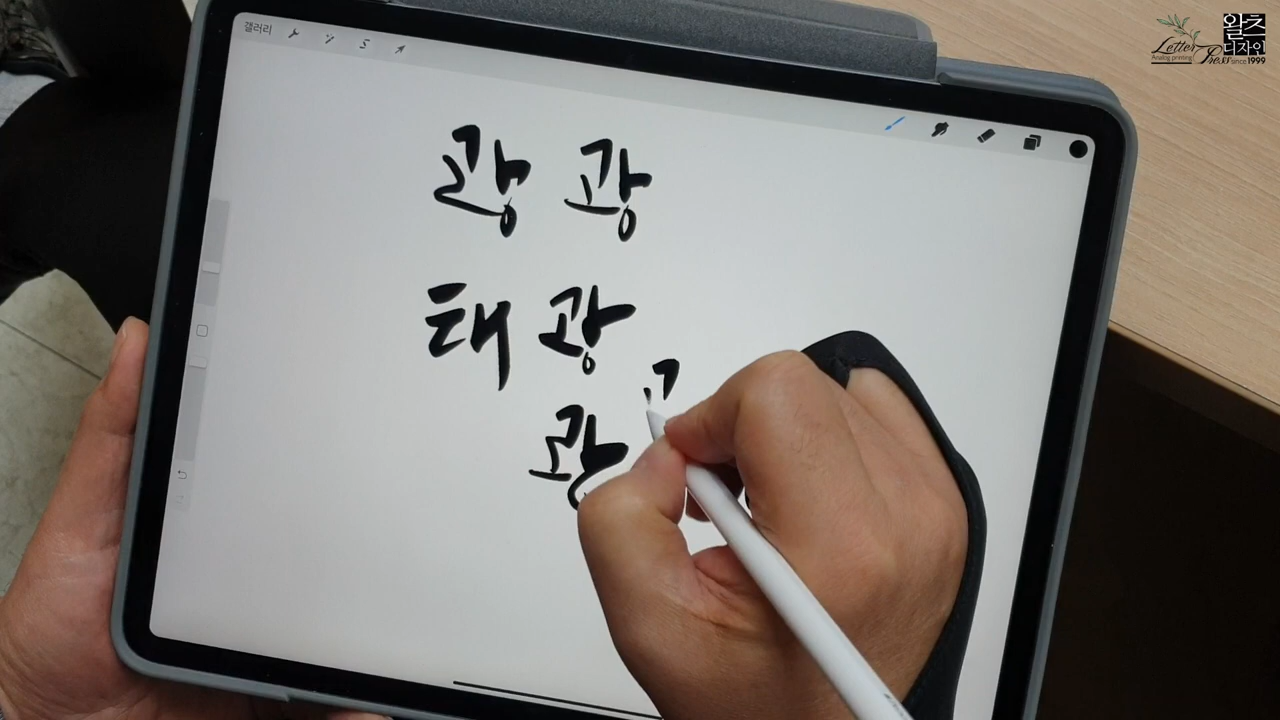 갤러리
Letter Press
Analog printing
since 1999
왈츠
디자인
광 광
태광
광